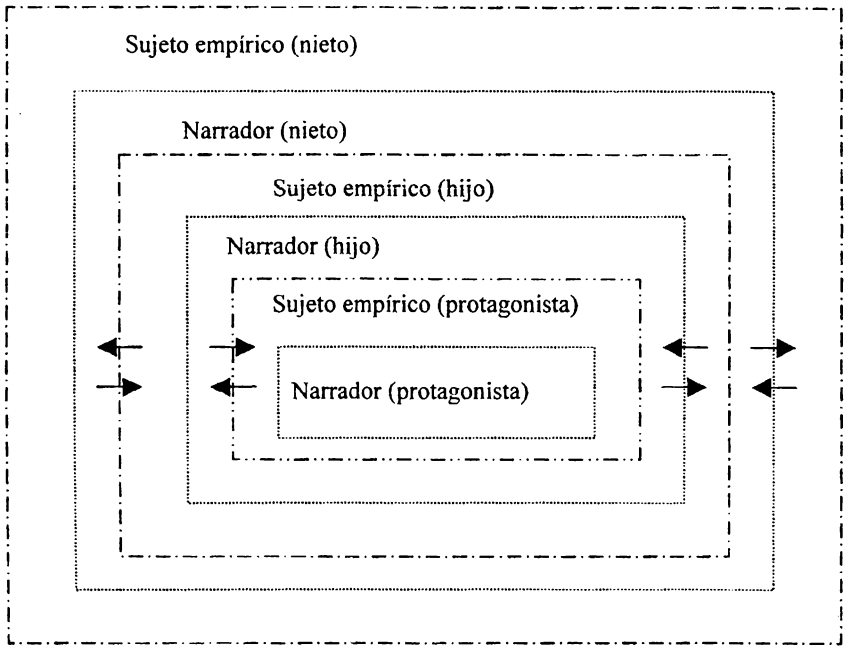 Sujeto empírico (nieto)
Narrador (nieto)
Sujeto empírico (hijo)
Narrador (hijo)
Sujeto empírico (protagonista)
Narrador (protagonista)